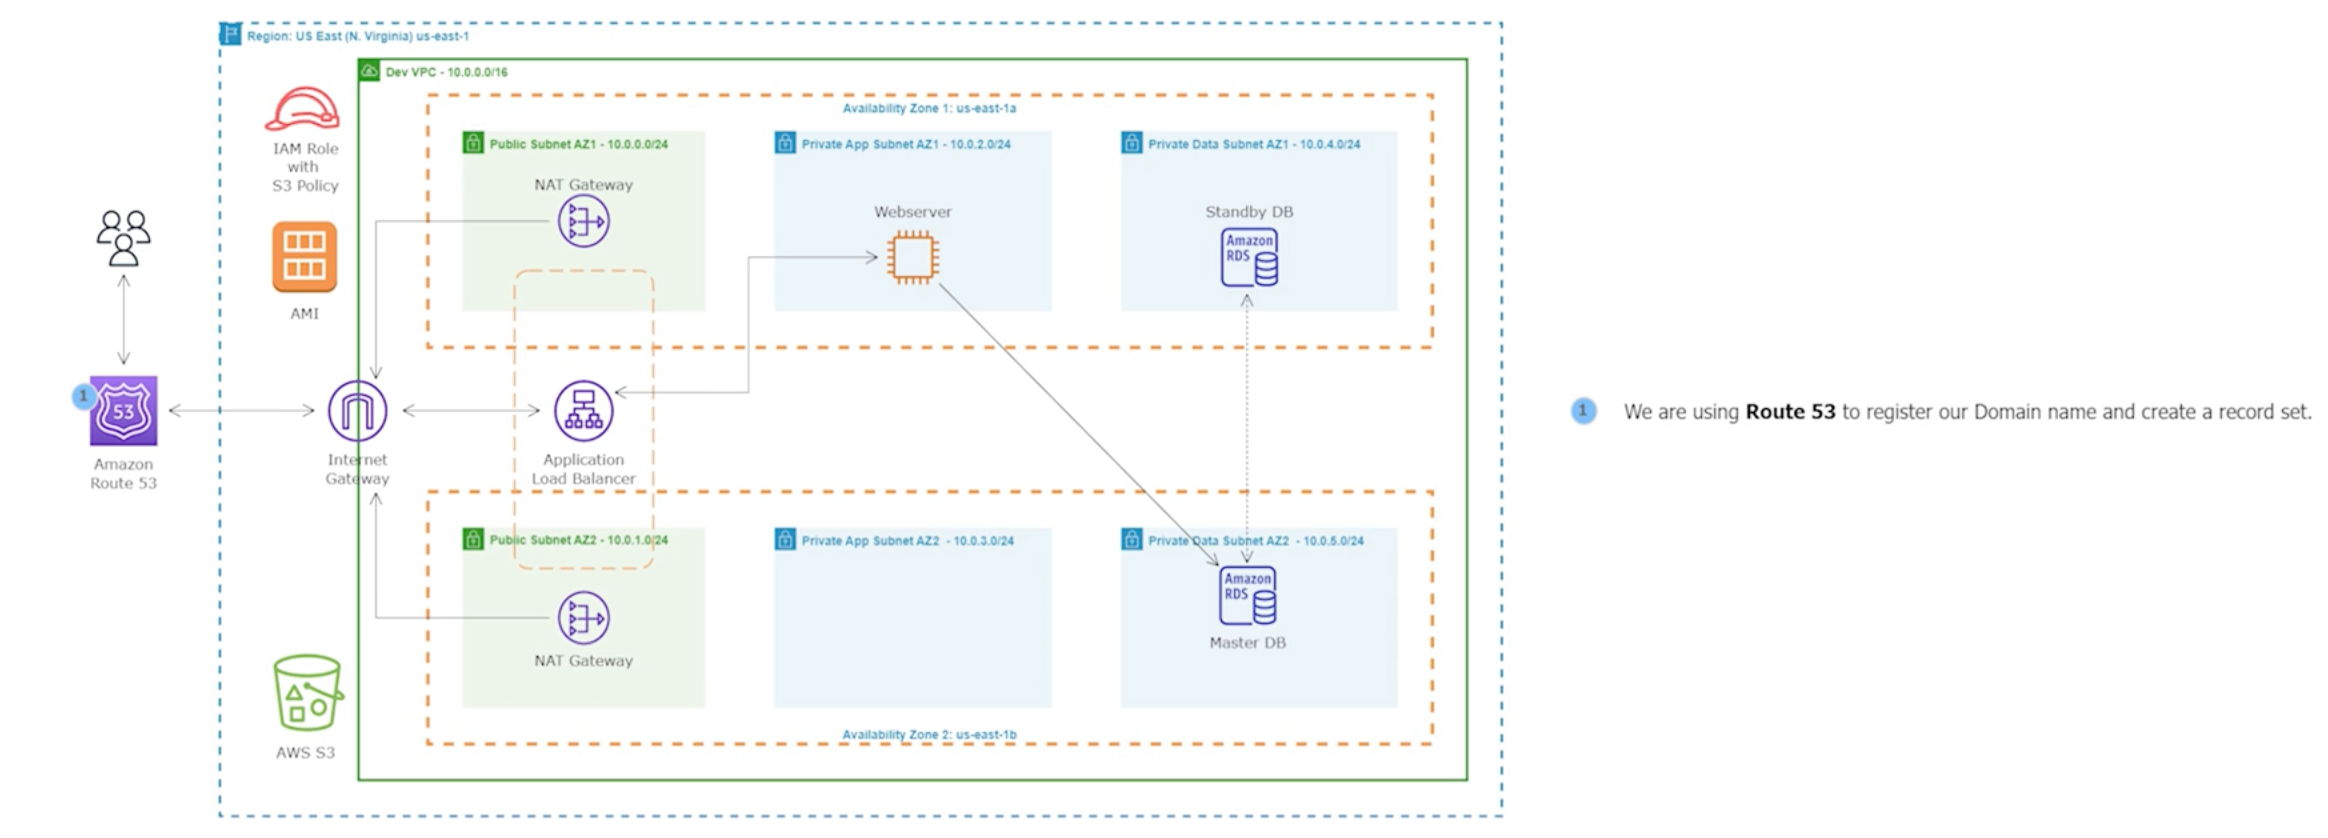 Region: US East (N. Virginia) us-east-1
Dev VPC - 10.0.0.0/16
IAM Role
with
S3 Policy
AMI
Availability Zone 1: us-east-1a
Public Subnet AZ1 - 10.0.0.0/24
NAT Gateway
Private App Subnet AZ1 - 10.0.2.0/24
Webserver
Private Data Subnet AZ1 - 10.0.4.0/24
Standby DB
Amazon
RDS
1
53
Amazon
Route 53
Internet
Gateway
Application
Load Balancer
1 We are using Route 53 to register our Domain name and create a record set.
Public Subnet AZ2 - 10.0.1.0/24
NAT Gateway
Private App Subnet AZ2 - 10.0.3.0/24
Private Data Subnet AZ2 - 10.0.5.0/24
Amazon
RDS
Master DB
Availability Zone 2: us-east-1b
AWS S3